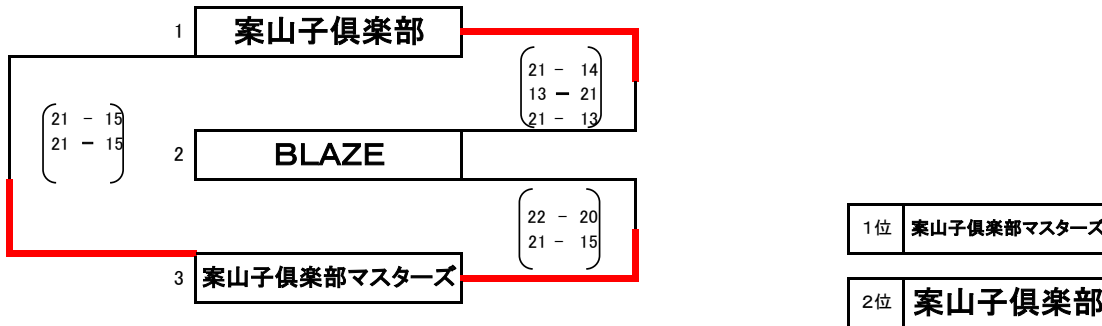 1 案山子倶楽部
21 － 14
13 － 21
21 － 13
21 － 15
21 － 15
2 BLAZE
22 － 20
21 － 15
3 案山子倶楽部マスターズ
1位 案山子倶楽部マスターズ
2位 案山子倶楽部